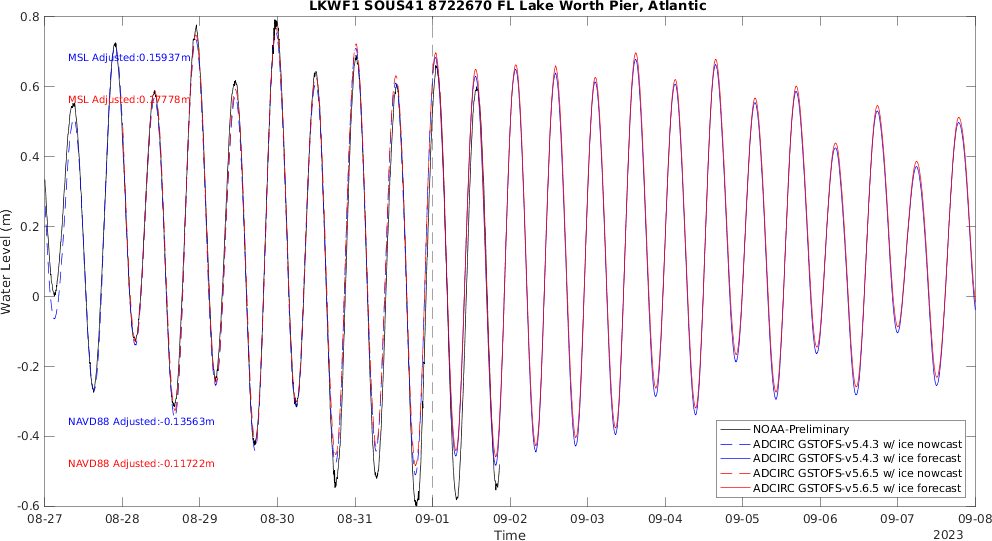 LKWF1 SOUS41 8722670 FL Lake Worth Pier, Atlantic
Water Level (m)
0.8
0.6
0.4
0.2
0
-0.2
-0.4
-0.6
MSL Adjusted:0.15937m
MSL Adjusted:0.17778m
NAVD88 Adjusted:-0.13563m
NAVD88 Adjusted:-0.11722m
NOAA-Preliminary
ADCIRC GSTOFS-v5.4.3 w/ ice nowcast
ADCIRC GSTOFS-v5.4.3 w/ ice forecast
ADCIRC GSTOFS-v5.6.5 w/ ice nowcast
ADCIRC GSTOFS-v5.6.5 w/ ice forecast
08-27 08-28 08-29 08-30 08-31 09-01 09-02 09-03 09-04 09-05 09-06 09-07 09-08
Time
2023